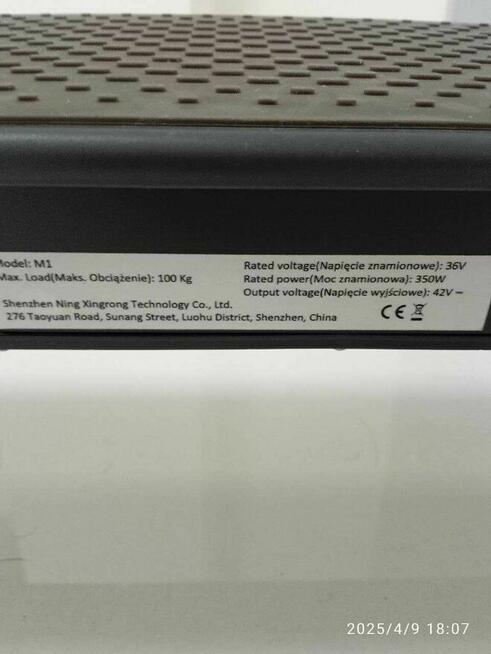 Model: M1
Max. Load(Maks. Obciążenie): 100 Kg
Shenzhen Ning Xingrong Technology Co., Ltd.
276 Taoyuan Road, Sunang Street, Luohu District, Shenzhen, China
Rated voltage(Napięcie znamionowe): 36V
Rated power(Moc znamionowa): 350W
Output voltage(Napięcie wyjściowe): 42V ⎓
CE
2025/4/9 18:07